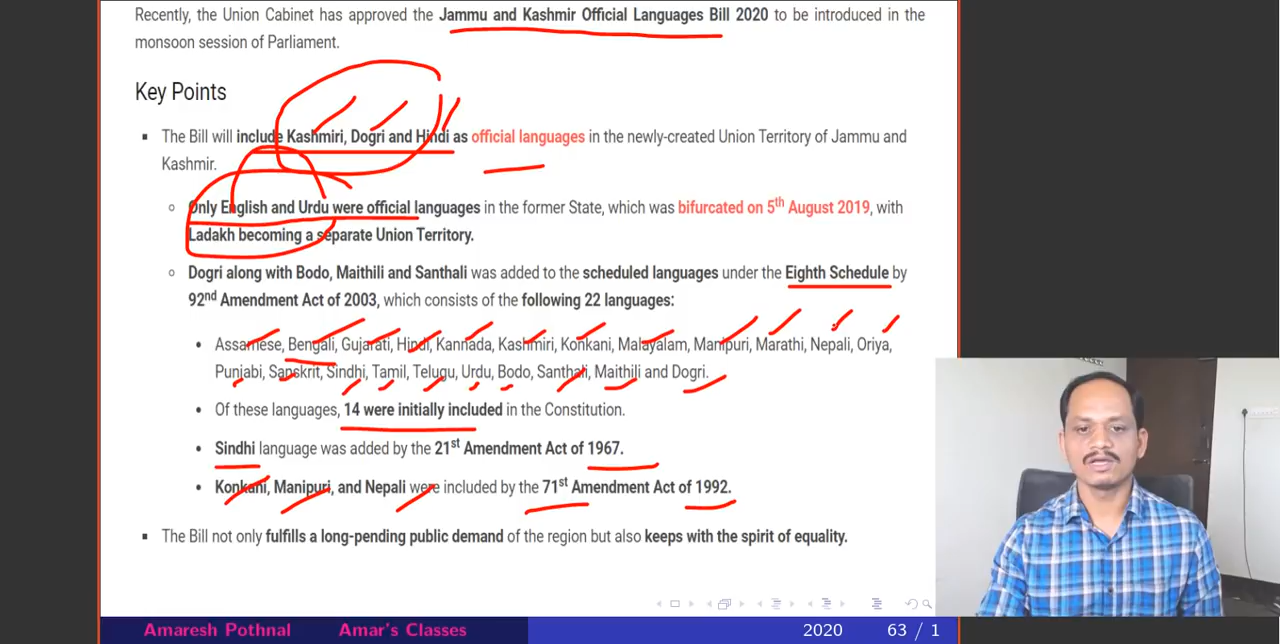 Recently, the Union Cabinet has approved the Jammu and Kashmir Official Languages Bill 2020 to be introduced in the
monsoon session of Parliament.
Key Points
▪ The Bill will include Kashmiri, Dogri and Hindi as official languages in the newly-created Union Territory of Jammu and
Kashmir.
○ Only English and Urdu were official languages in the former State, which was bifurcated on 5th August 2019, with
Ladakh becoming a separate Union Territory.
○ Dogri along with Bodo, Maithili and Santhali was added to the scheduled languages under the Eighth Schedule by
92nd Amendment Act of 2003, which consists of the following 22 languages:
• Assamese, Bengali, Gujarati, Hindi, Kannada, Kashmiri, Konkani, Malayalam, Manipuri, Marathi, Nepali, Oriya,
Punjabi, Sanskrit, Sindhi, Tamil, Telugu, Urdu, Bodo, Santhali, Maithili and Dogri.
• Of these languages, 14 were initially included in the Constitution.
• Sindhi language was added by the 21st Amendment Act of 1967.
• Konkani, Manipuri, and Nepali were included by the 71st Amendment Act of 1992.
▪ The Bill not only fulfills a long-pending public demand of the region but also keeps with the spirit of equality.
Amaresh Pothnal Amar's Classes 2020 63 / 1